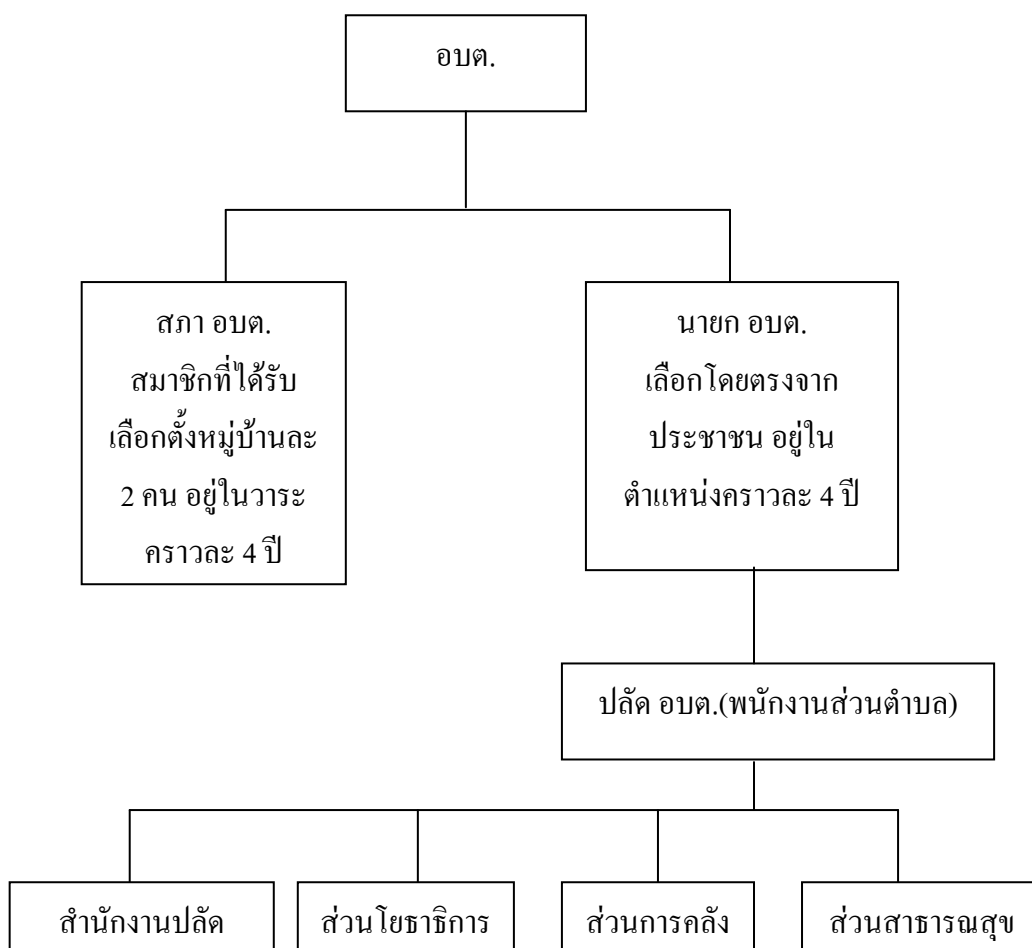 อบต.
สภา อบต.
สมาชิกที่ได้รับ
เลือกตั้งหมู่บ้านละ
2 คน อยู่ในวาระ
คราวละ 4 ปี
นายก อบต.
เลือกโดยตรงจาก
ประชาชน อยู่ใน
ตำแหน่งคราวละ 4 ปี
ปลัด อบต.(พนักงานส่วนตำบล)
สำนักงานปลัด
ส่วนโยธาธิการ
ส่วนการคลัง
ส่วนสาธารณสุข